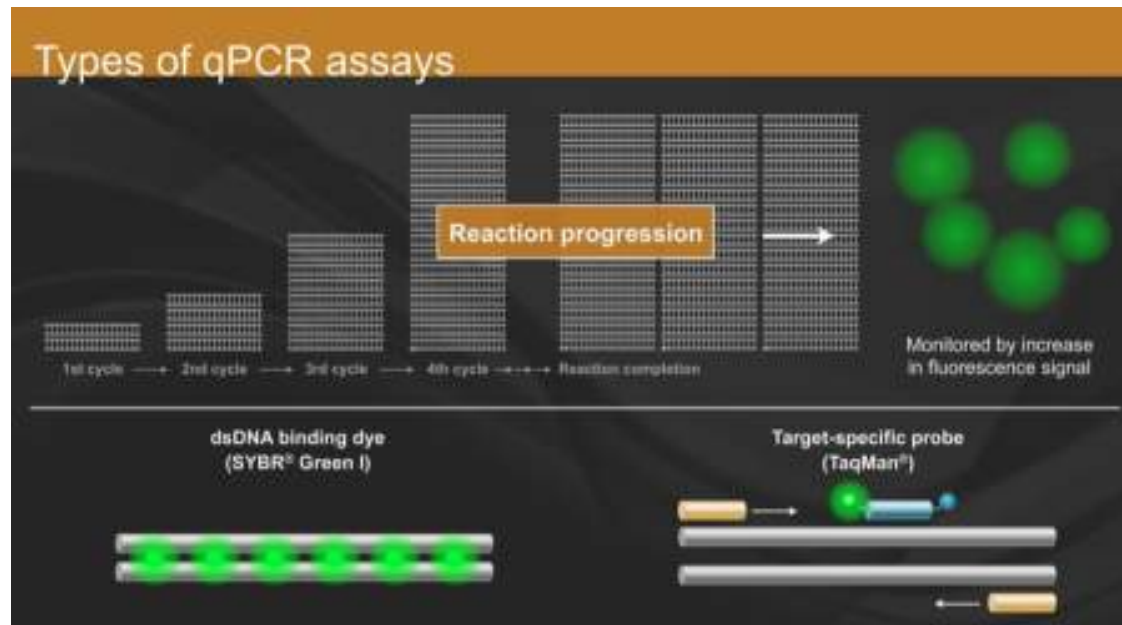 Types of qPCR assays
Reaction progression
1st cycle
2nd cycle
3rd cycle
4th cycle
Reaction completion
Monitored by increase
in fluorescence signal
dsDNA binding dye
(SYBR® Green I)
Target-specific probe
(TaqMan®)